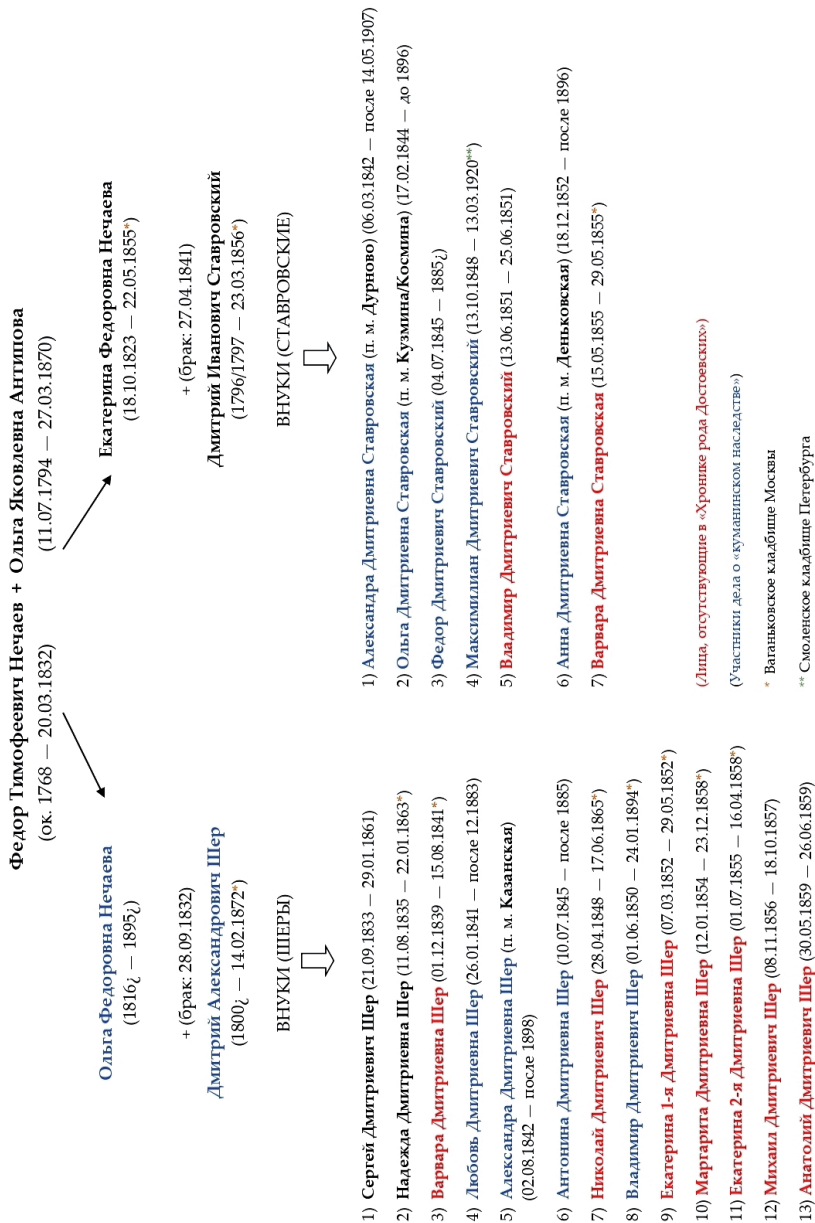 Федор Тимофеевич Нечаев + Ольга Яковлевна Антипова
(ок. 1768 — 20.03.1832) (11.07.1794 — 27.03.1870)
Ольга Федоровна Нечаева
(1816¿ — 1895¿)
+ (брак: 28.09.1832)
Дмитрий Александрович Шер
(1800¿ — 14.02.1872*)
ВНУКИ (ШЕРЫ)
1) Сергей Дмитриевич Шер (21.09.1833 — 29.01.1861)
2) Надежда Дмитриевна Шер (11.08.1835 — 22.01.1863*)
3) Варвара Дмитриевна Шер (01.12.1839 — 15.08.1841*)
4) Любовь Дмитриевна Шер (26.01.1841 — после 12.1883)
5) Александра Дмитриевна Шер (п. м. Казанская)
(02.08.1842 — после 1898)
6) Антонина Дмитриевна Шер (10.07.1845 — после 1885)
7) Николай Дмитриевич Шер (28.04.1848 — 17.06.1865*)
8) Владимир Дмитриевич Шер (01.06.1850 — 24.01.1894*)
9) Екатерина 1-я Дмитриевна Шер (07.03.1852 — 29.05.1852*)
10) Маргарита Дмитриевна Шер (12.01.1854 — 23.12.1858*)
11) Екатерина 2-я Дмитриевна Шер (01.07.1855 — 16.04.1858*)
12) Михаил Дмитриевич Шер (08.11.1856 — 18.10.1857)
13) Анатолий Дмитриевич Шер (30.05.1859 — 26.06.1859)
Екатерина Федоровна Нечаева
(18.10.1823 — 22.05.1855*)
+ (брак: 27.04.1841)
Дмитрий Иванович Ставровский
(1796/1797 — 23.03.1856*)
ВНУКИ (СТАВРОВСКИЕ)
1) Александра Дмитриевна Ставровская (п. м. Дурново) (06.03.1842 — после 14.05.1907)
2) Ольга Дмитриевна Ставровская (п. м. Кузмина/Космина) (17.02.1844 — до 1896)
3) Федор Дмитриевич Ставровский (04.07.1845 — 1885¿)
4) Максимилиан Дмитриевич Ставровский (13.10.1848 — 13.03.1920**)
5) Владимир Дмитриевич Ставровский (13.06.1851 — 25.06.1851)
6) Анна Дмитриевна Ставровская (п. м. Деньковская) (18.12.1852 — после 1896)
7) Варвара Дмитриевна Ставровская (15.05.1855 — 29.05.1855*)
(Лица, отсутствующие в «Хронике рода Достоевских»)
(Участники дела о «куманинском наследстве»)
* Ваганьковское кладбище Москвы
** Смоленское кладбище Петербурга